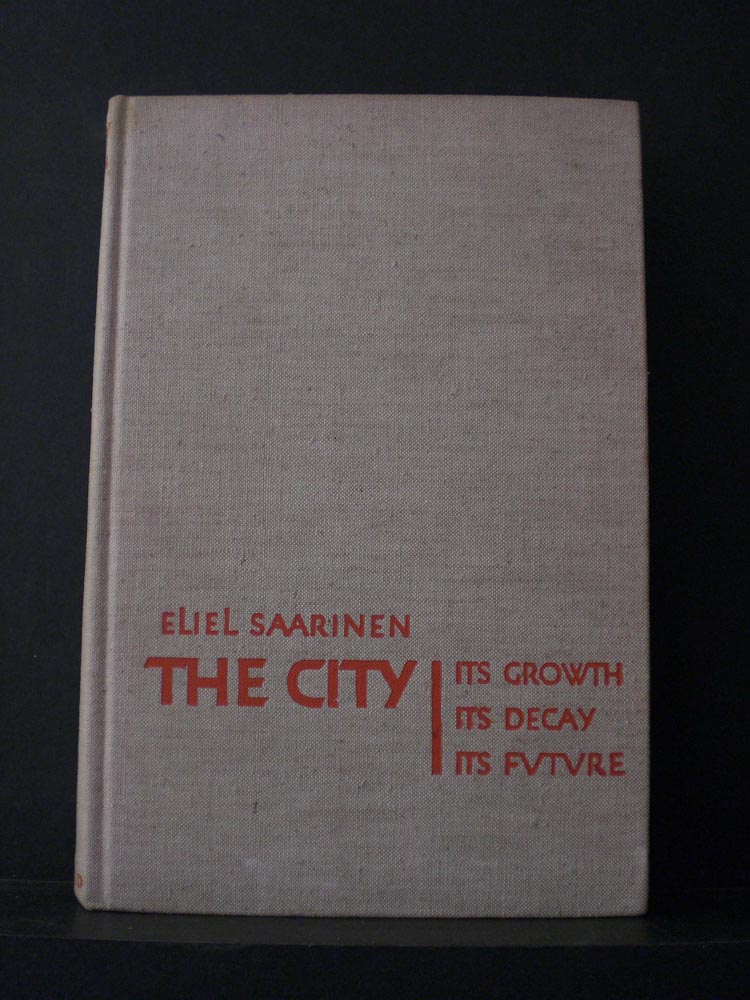 ELIEL SAARINEN
THE CITY
ITS GROWTH
ITS DECAY
ITS FVTVRE